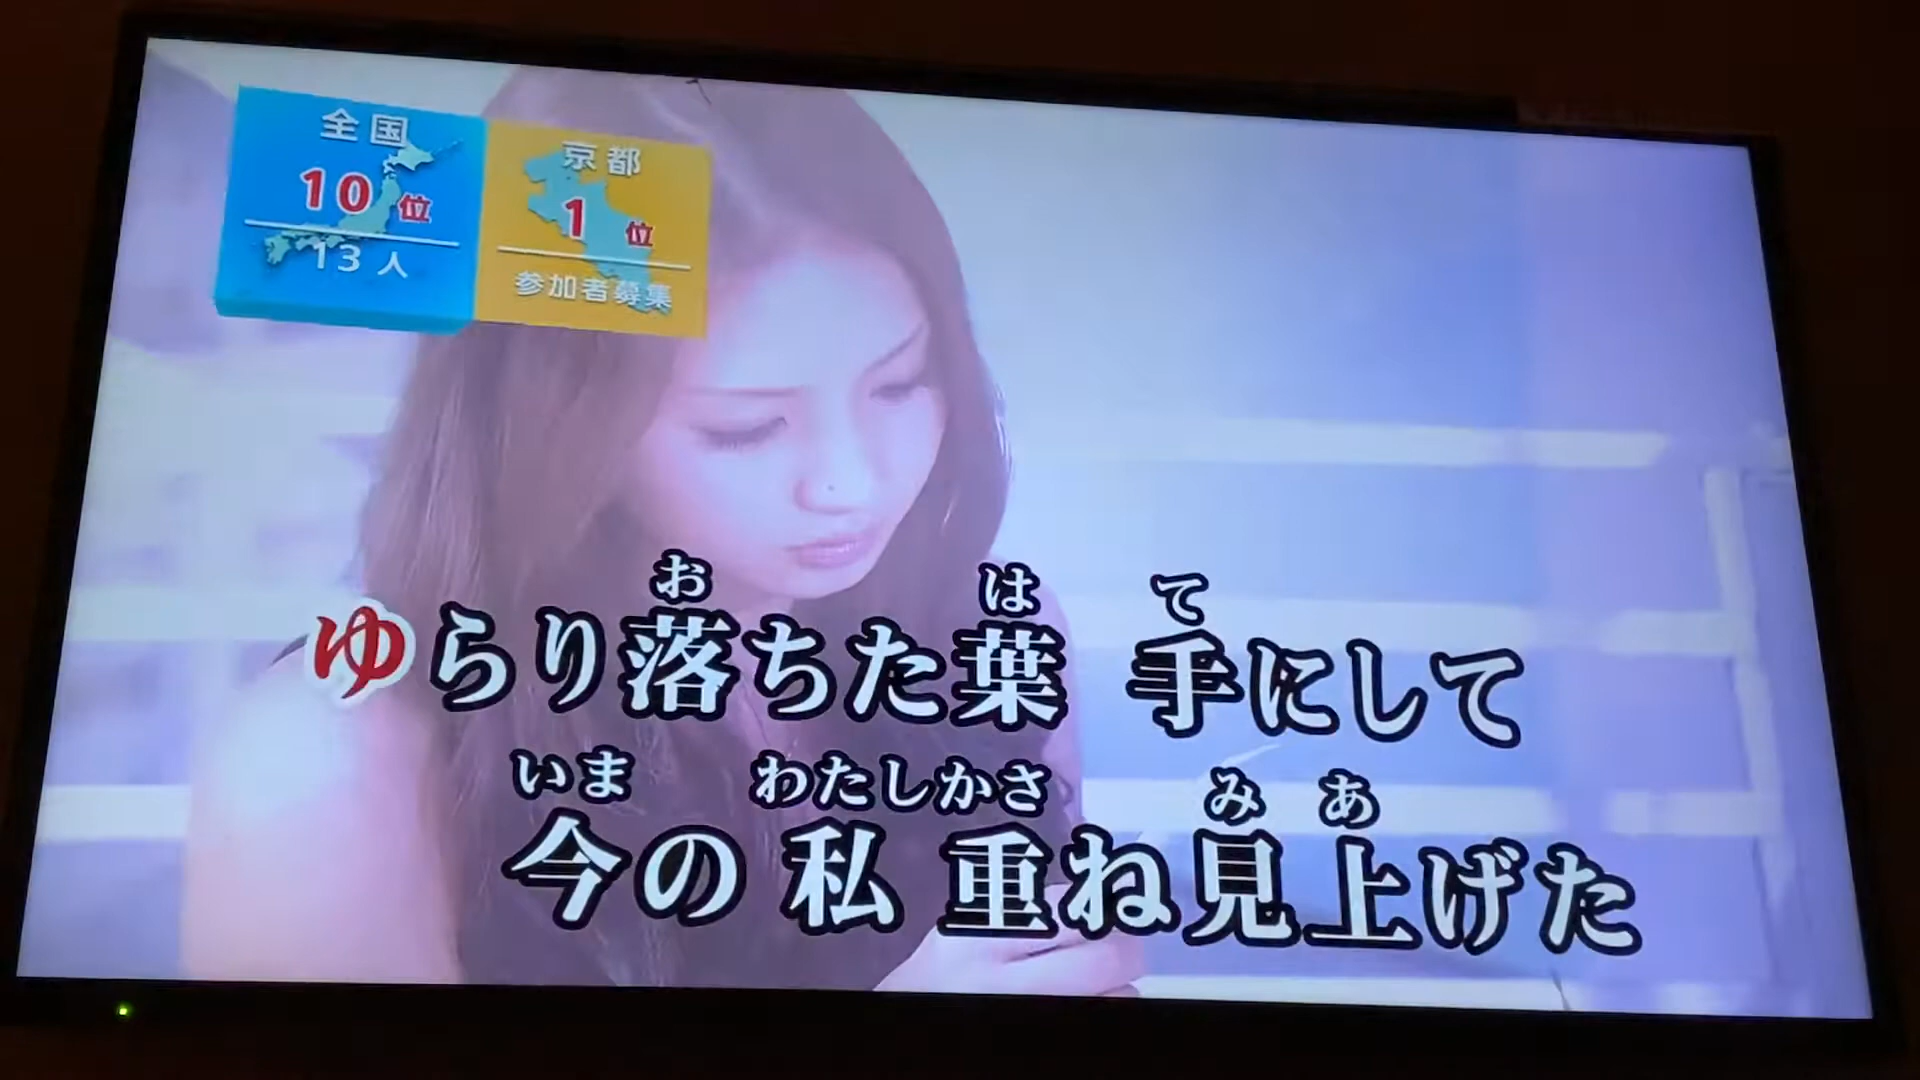 全国
10位
13人
京都
1位
参加者募集
お は て
ゆらり落ちた葉 手にして
いま わたしかさ み あ
今の 私 重ね見上げた